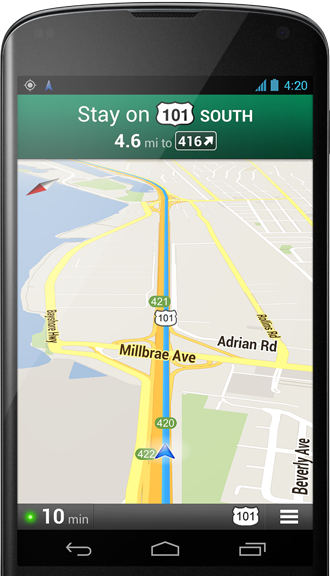 4:20
Stay on 101 SOUTH
4.6 mi to 416
421
101
Bayshore Hwy
Adrian Rd
Rollins Rd
Millbrae Ave
420
422
Beverly Ave
10 min
101